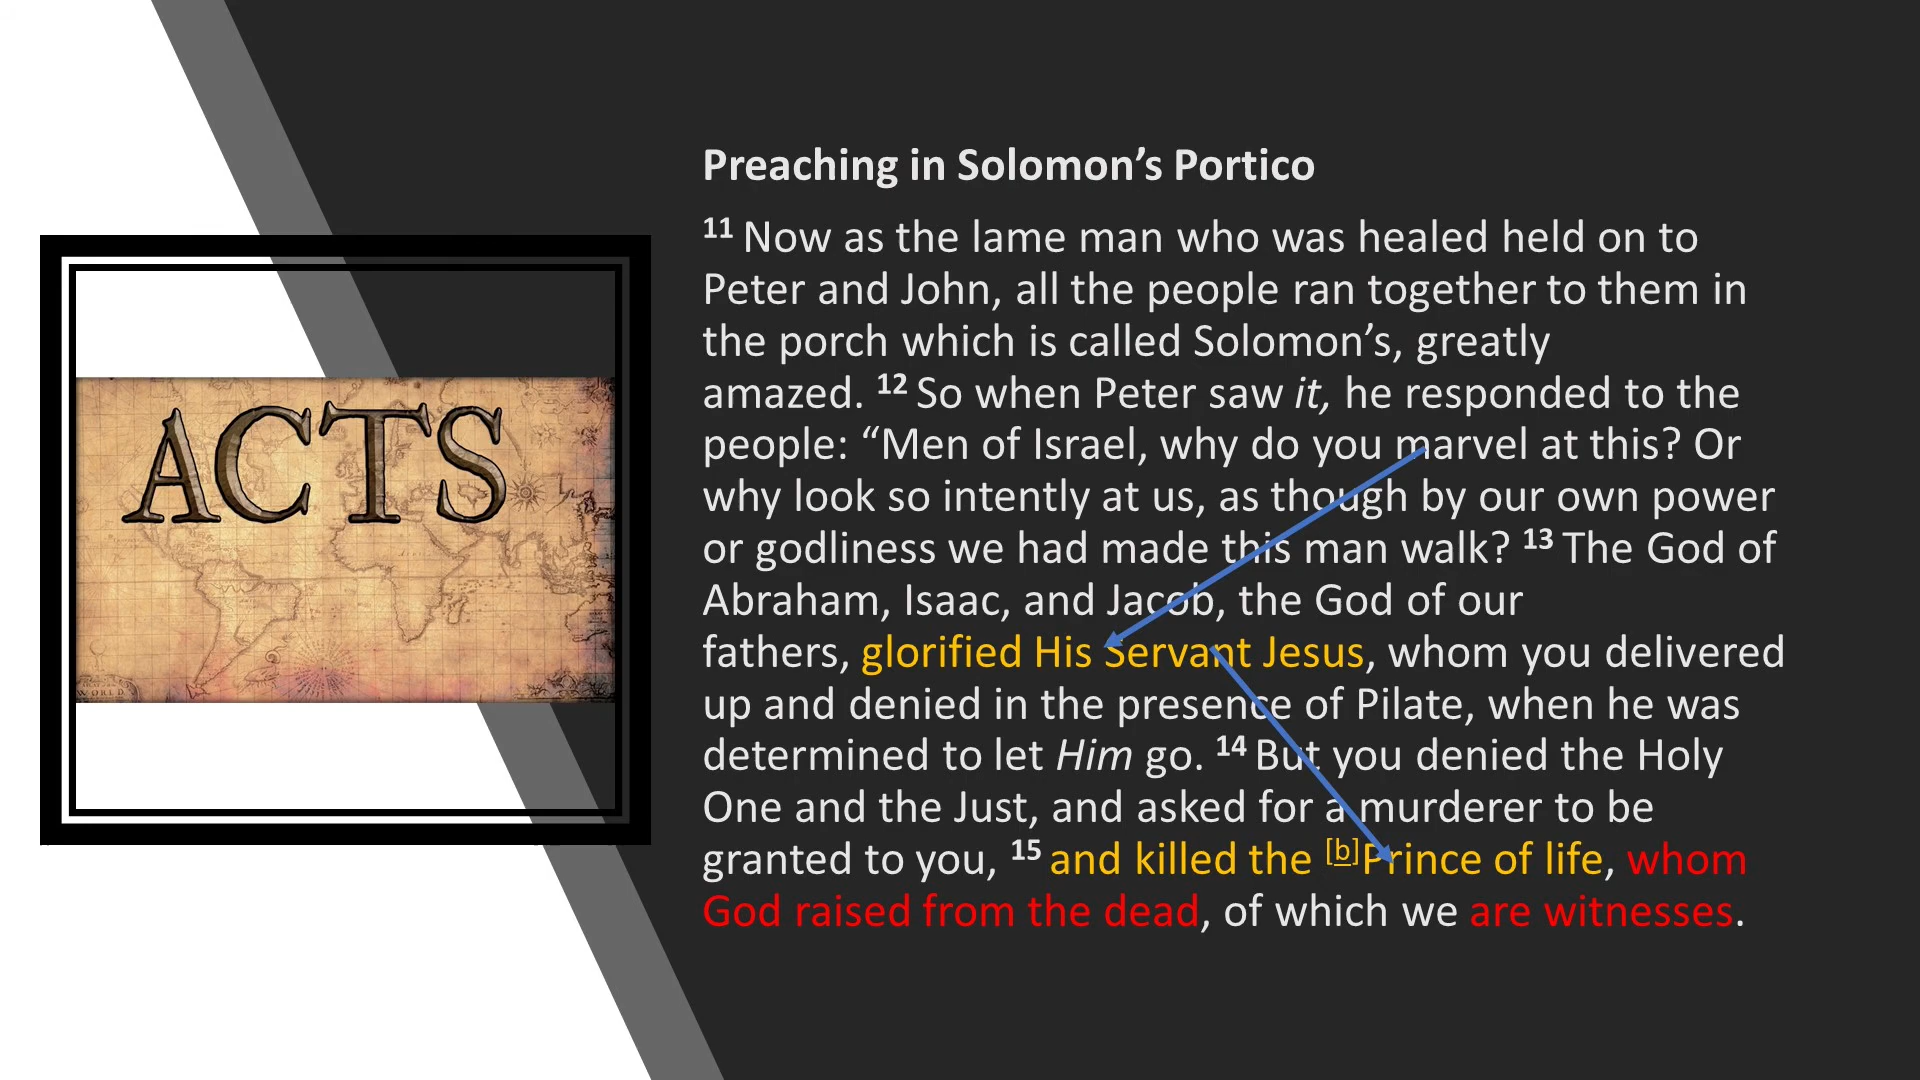 ACTS
WORLD
Preaching in Solomon’s Portico
11 Now as the lame man who was healed held on to
Peter and John, all the people ran together to them in
the porch which is called Solomon’s, greatly
amazed. 12 So when Peter saw it, he responded to the
people: “Men of Israel, why do you marvel at this? Or
why look so intently at us, as though by our own power
or godliness we had made this man walk? 13 The God of
Abraham, Isaac, and Jacob, the God of our
fathers, glorified His Servant Jesus, whom you delivered
up and denied in the presence of Pilate, when he was
determined to let Him go. 14 But you denied the Holy
One and the Just, and asked for a murderer to be
granted to you, 15 and killed the [b]Prince of life, whom
God raised from the dead, of which we are witnesses.